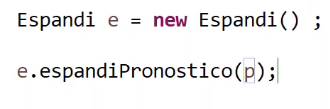 Espandi e = new Espandi() ;
e.espandiPronostico(p);